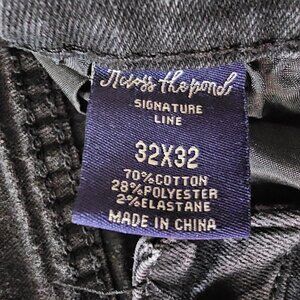 Across the pond
SIGNATURE
LINE
32X32
70%COTTON
28%POLYESTER
2%ELASTANE
MADE IN CHINA